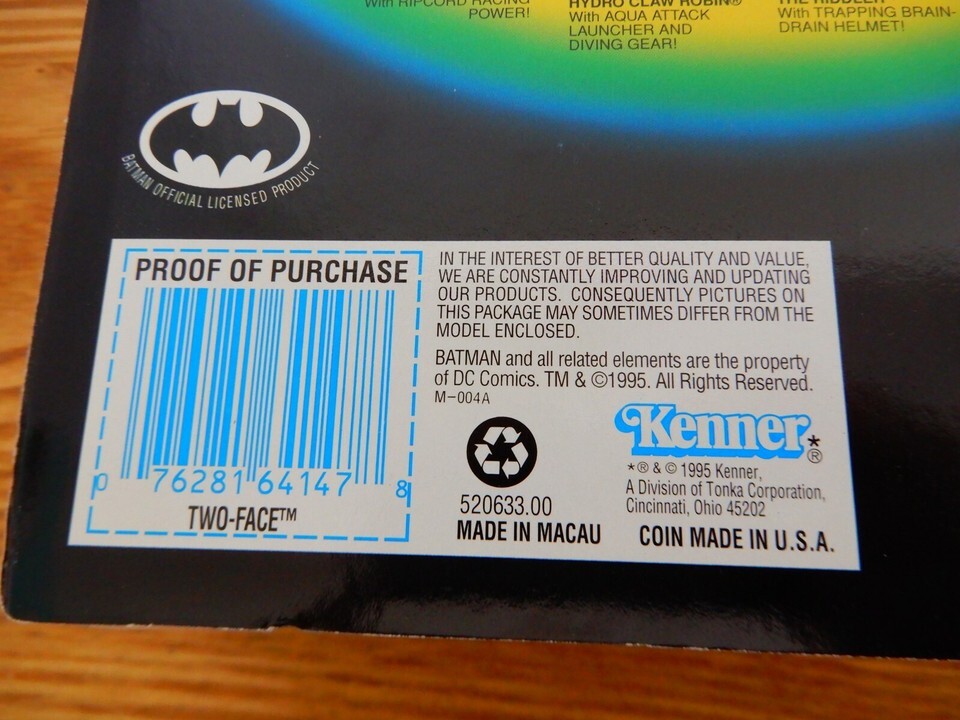 With RIPCORD RACING
POWER!
HYDRO CLAW ROBIN®
With AQUA ATTACK
LAUNCHER AND
DIVING GEAR!
THE RIDDLER
With TRAPPING BRAIN-
DRAIN HELMET!
BATMAN OFFICIAL LICENSED PRODUCT
PROOF OF PURCHASE
0 76281 64147 8
TWO-FACE™
IN THE INTEREST OF BETTER QUALITY AND VALUE,
WE ARE CONSTANTLY IMPROVING AND UPDATING
OUR PRODUCTS. CONSEQUENTLY PICTURES ON
THIS PACKAGE MAY SOMETIMES DIFFER FROM THE
MODEL ENCLOSED.
BATMAN and all related elements are the property
of DC Comics. TM & ©1995. All Rights Reserved.
M-004A
520633.00
MADE IN MACAU
Kenner*®
*® & © 1995 Kenner,
A Division of Tonka Corporation,
Cincinnati, Ohio 45202
COIN MADE IN U.S.A.